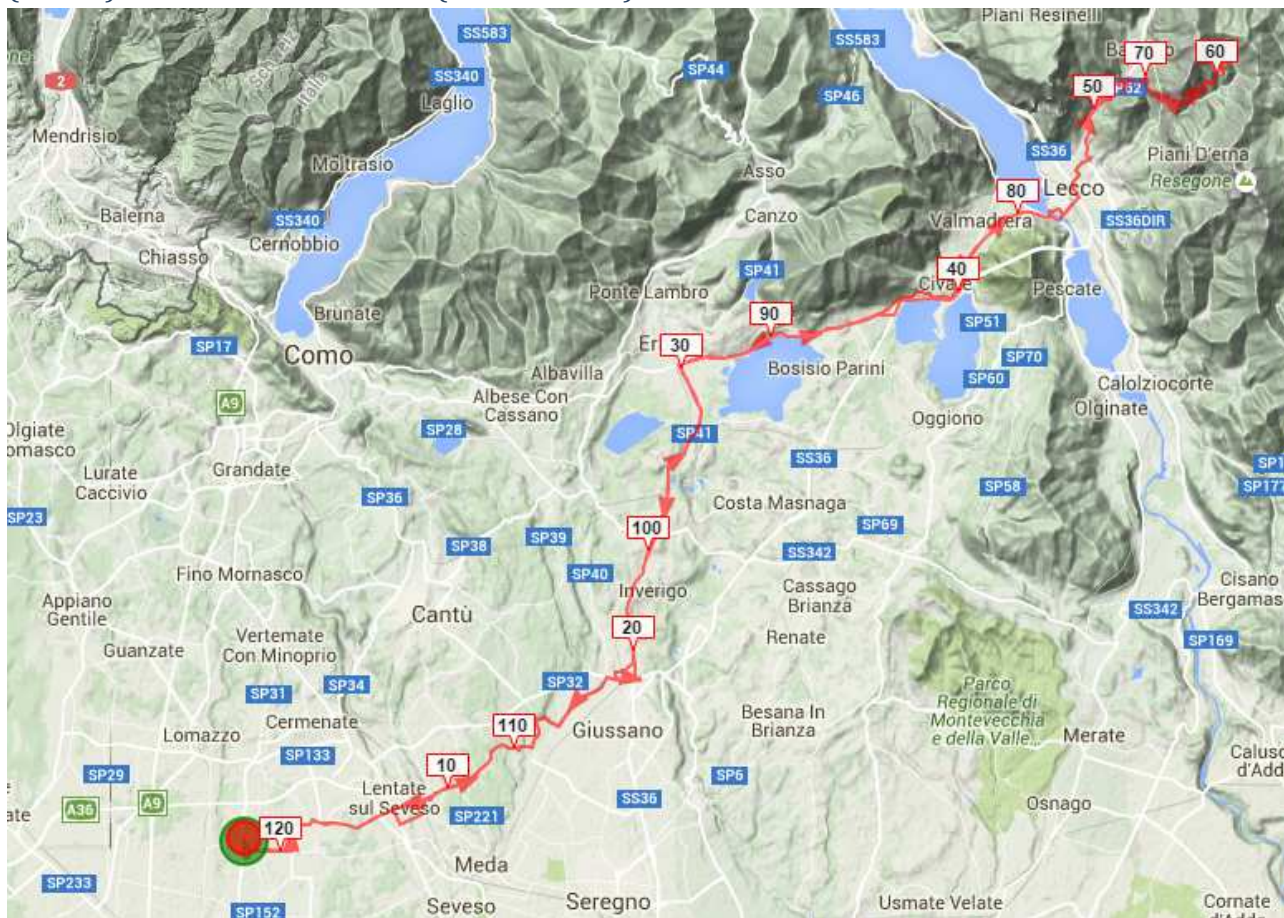 SS583
Piani Resinelli
SS583
SP44
SS340
Laglio
SP46
2
Mendrisio
Moltrasio
70
60
50
SP62
SS36
Piani D'erna
Resegone
Asso
80
Lecco
Balerna
SS340
Cernobbio
Canzo
Valmadrera
SS36DIR
Chiasso
SP41
40
Civate
Pescate
Ponte Lambro
Brunate
90
SP51
SP17
Como
30
Bosisio Parini
SP70
Albavilla
SP60
Calolziocorte
Albese Con
Cassano
Olginate
A9
Oggiono
SP28
SP41
Grandate
SS36
Lurate
Caccivio
SP36
SP58
SP177
SP23
Costa Masnaga
100
SP39
SP69
SP38
SS342
Fino Mornasco
SP40
Inverigo
Cassago
Brianza
Cisano
Bergamas
Appiano
Gentile
Cantù
SS342
20
Vertemate
Con Minoprio
Renate
SP169
Guanzate
SP32
SP31
SP34
Parco
Regionale di
Montevecchia
e della Valle...
Cermenate
110
Giussano
Besana In
Brianza
Lomazzo
Merate
SP133
10
SP29
SP6
Calusco
d'Adda
Lentate
sul Seveso
SS36
A36
A9
SP221
Osnago
120
Meda
SP233
Seregno
SP152
Seveso
Usmate Velate
Cornate